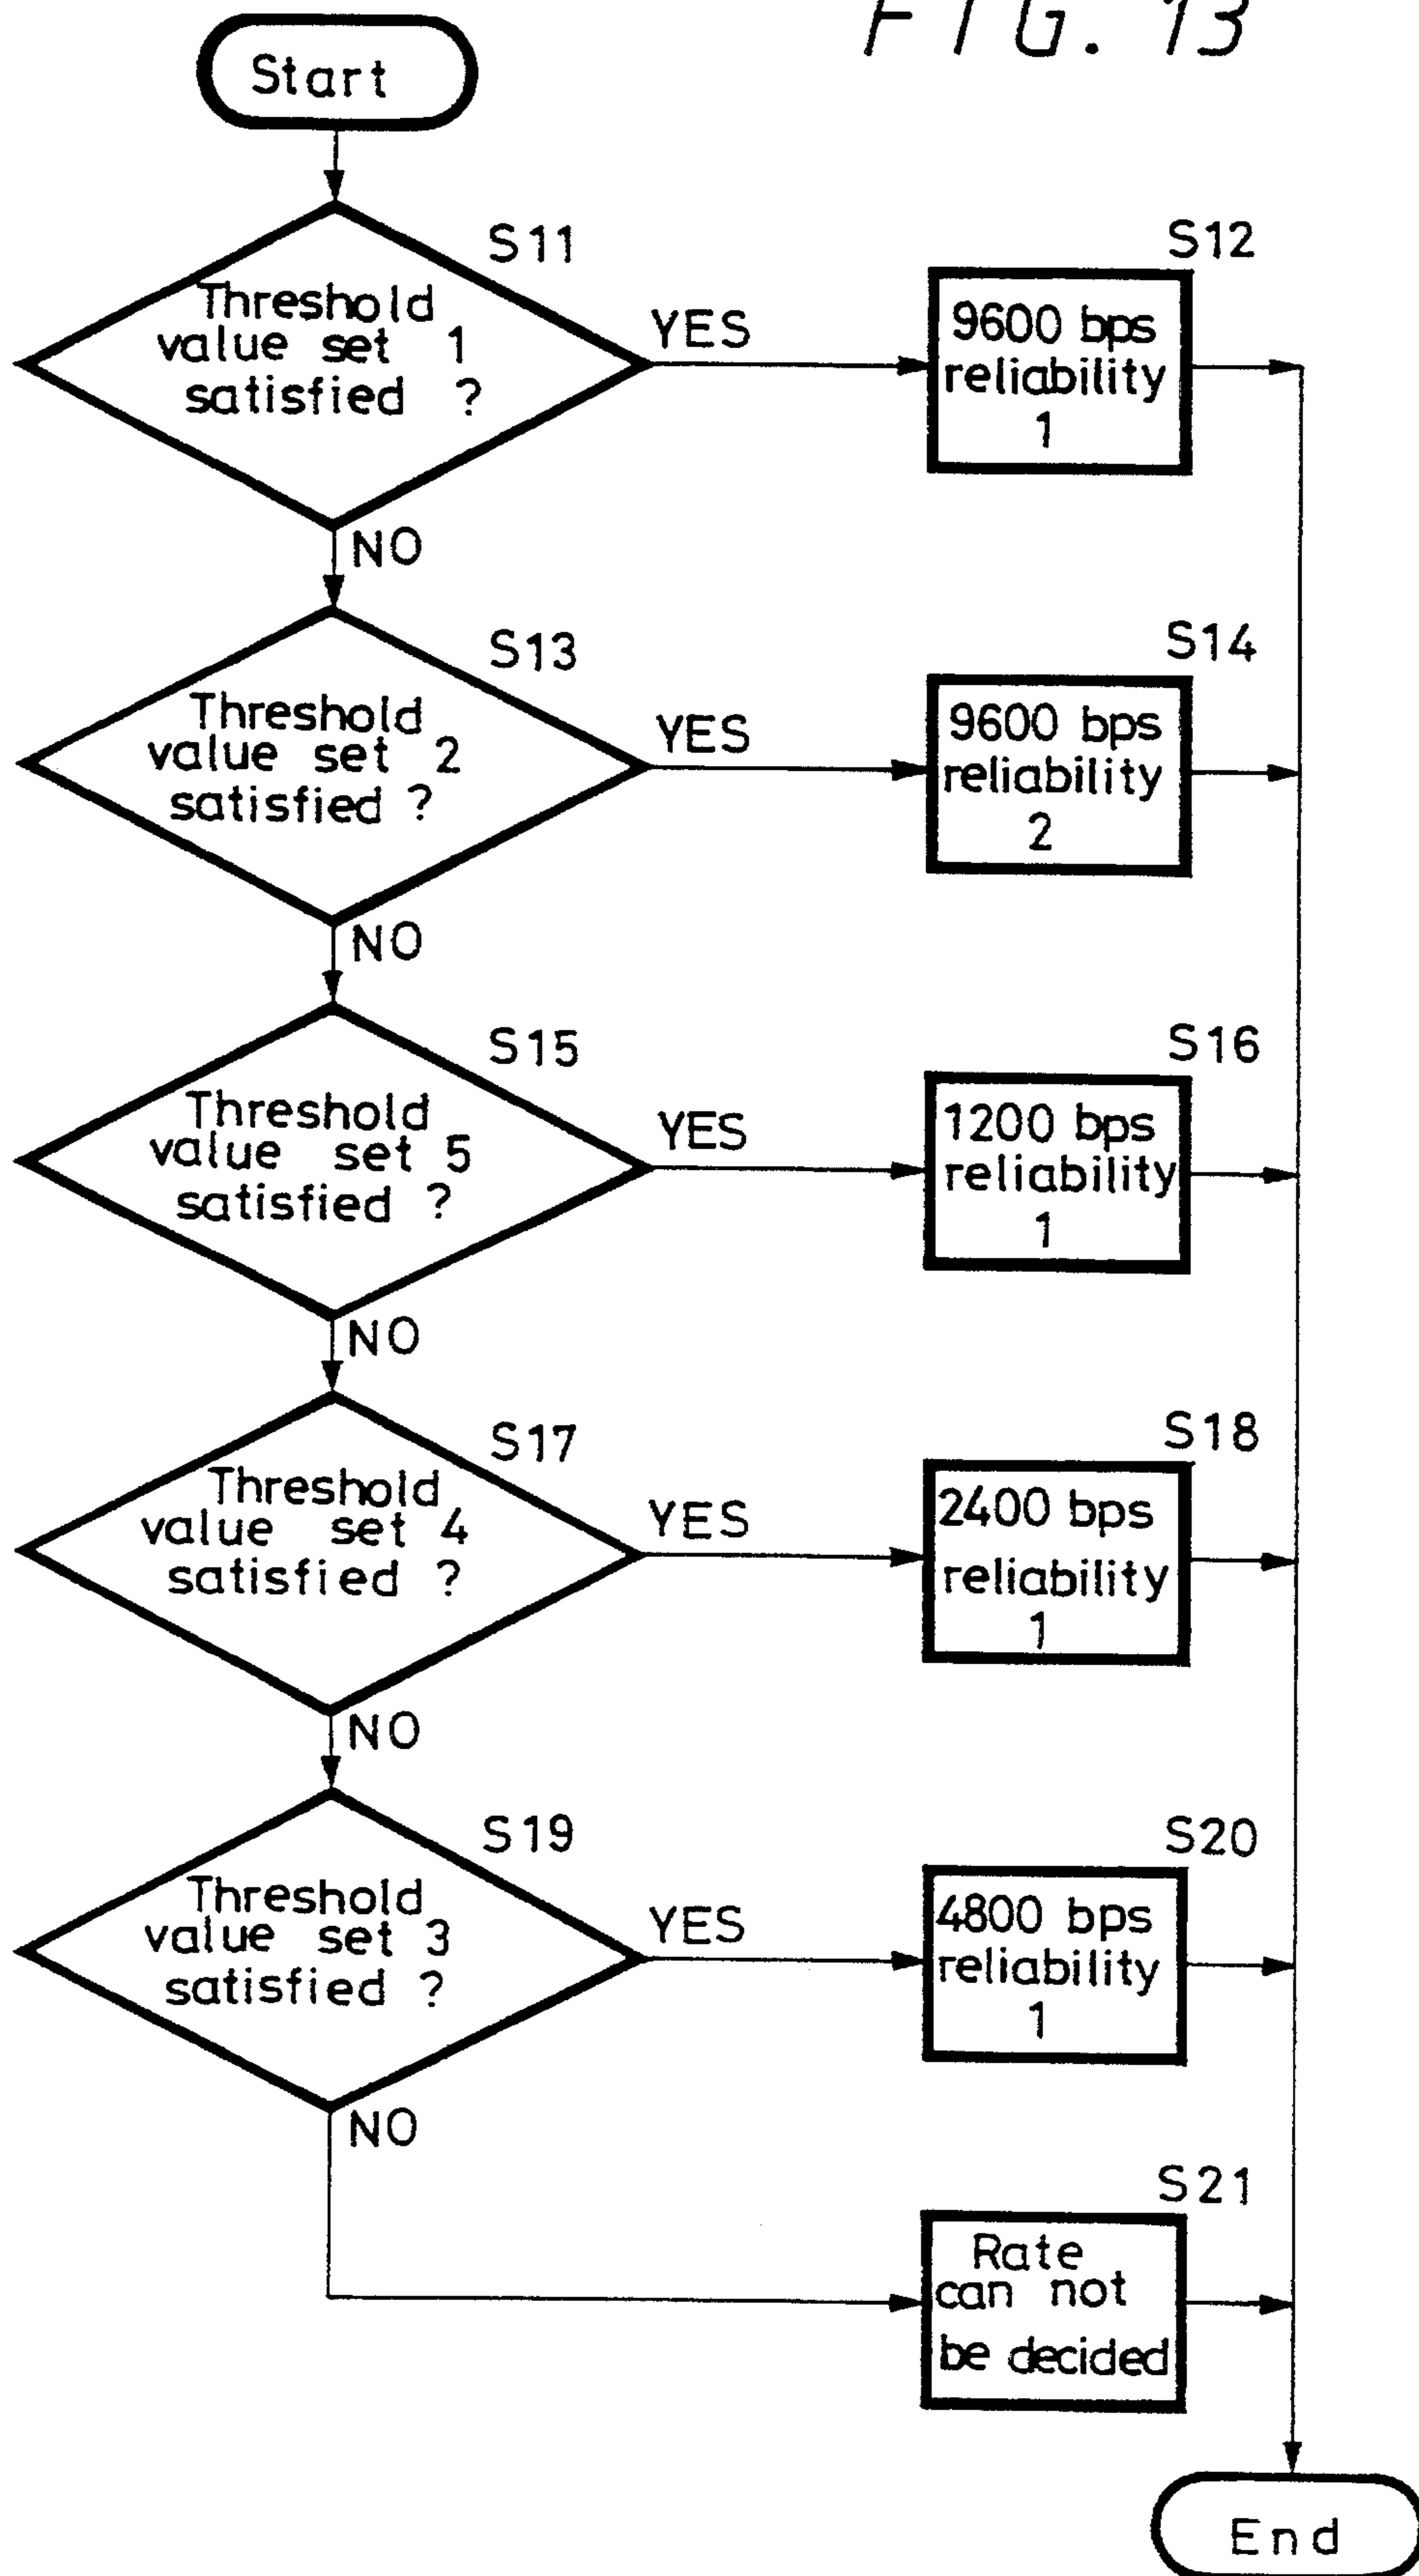 FIG. 13
Start
S11
Threshold
value set 1
satisfied ?
YES
S12
9600 bps
reliability
1
NO
S13
Threshold
value set 2
satisfied ?
YES
S14
9600 bps
reliability
2
NO
S15
Threshold
value set 5
satisfied ?
YES
S16
1200 bps
reliability
1
NO
S17
Threshold
value set 4
satisfied ?
YES
S18
2400 bps
reliability
1
NO
S19
Threshold
value set 3
satisfied ?
YES
S20
4800 bps
reliability
1
NO
S21
Rate
can not
be decided
End